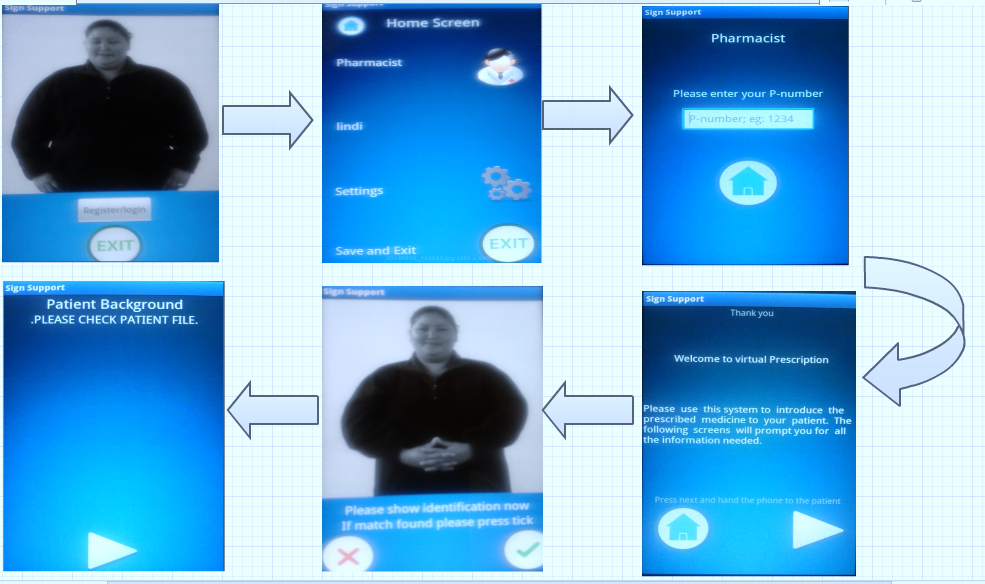 Sign Support
Register/login
EXIT
Sign Support
Home Screen
Pharmacist
lindi
Settings
Save and Exit
EXIT
Sign Support
Pharmacist
Please enter your P-number
P-number; eg: 1234
Sign Support
Thank you
Welcome to virtual Prescription
Please use this system to introduce the
prescribed medicine to your patient. The
following screens will prompt you for all
the information needed.
Press next and hand the phone to the patient
Sign Support
Please show identification now
If match found please press tick
Sign Support
Patient Background
.PLEASE CHECK PATIENT FILE.